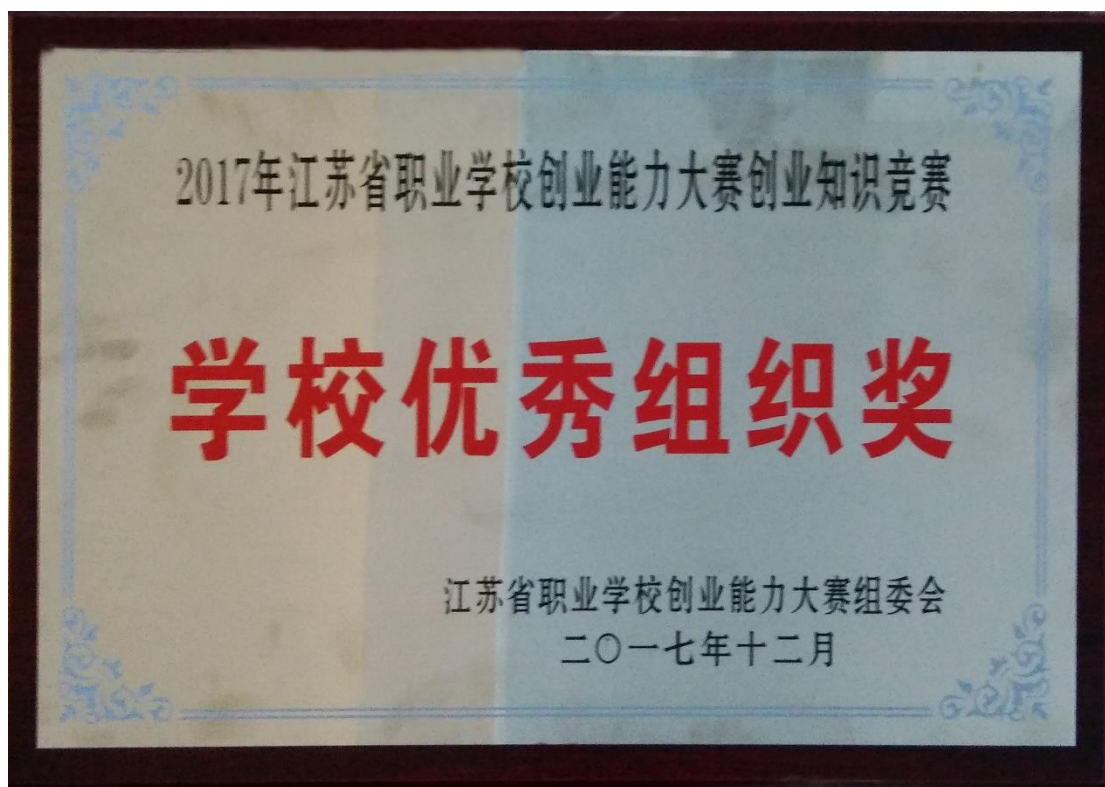 2017年江苏省职业学校创业能力大赛创业知识竞赛
学校优秀组织奖
江苏省职业学校创业能力大赛组委会
二〇一七年十二月